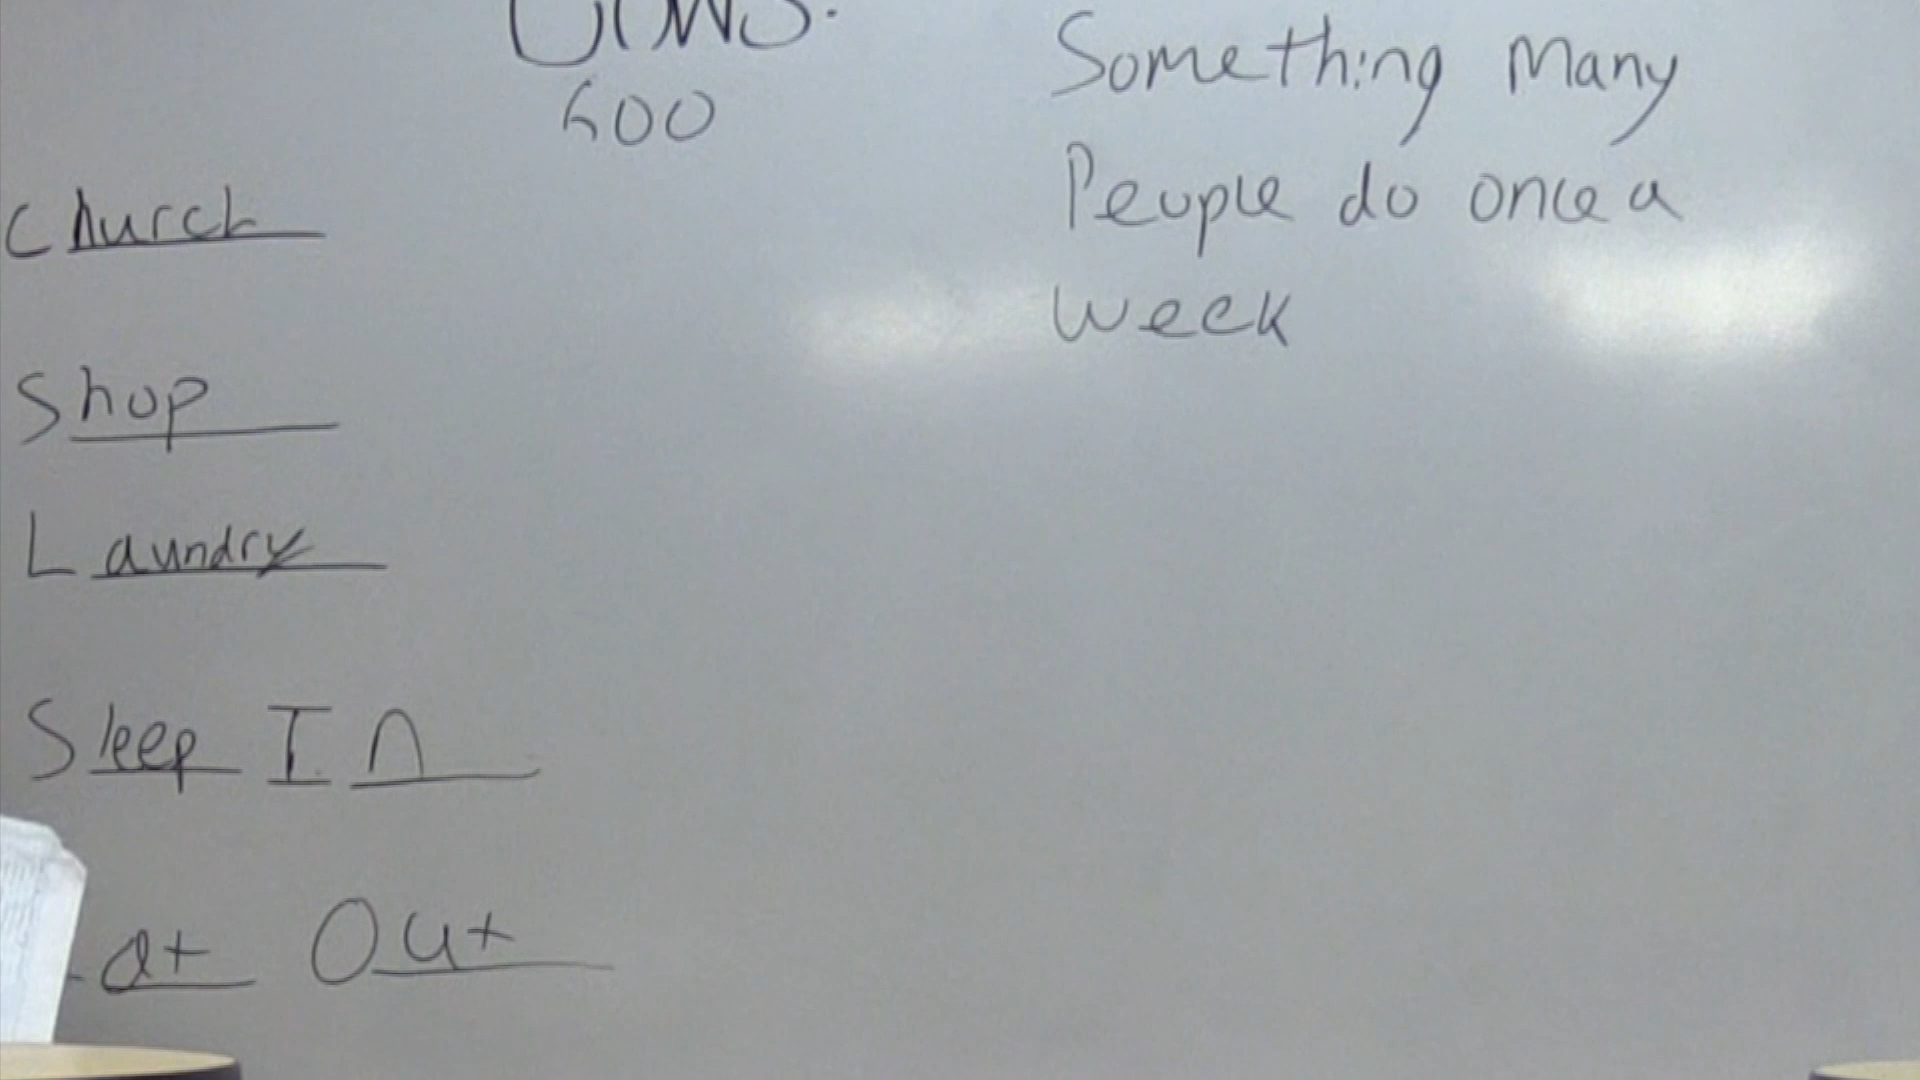 600
Something Many
People do once a
week
Church
Shop
Laundry
Sleep In
at Out